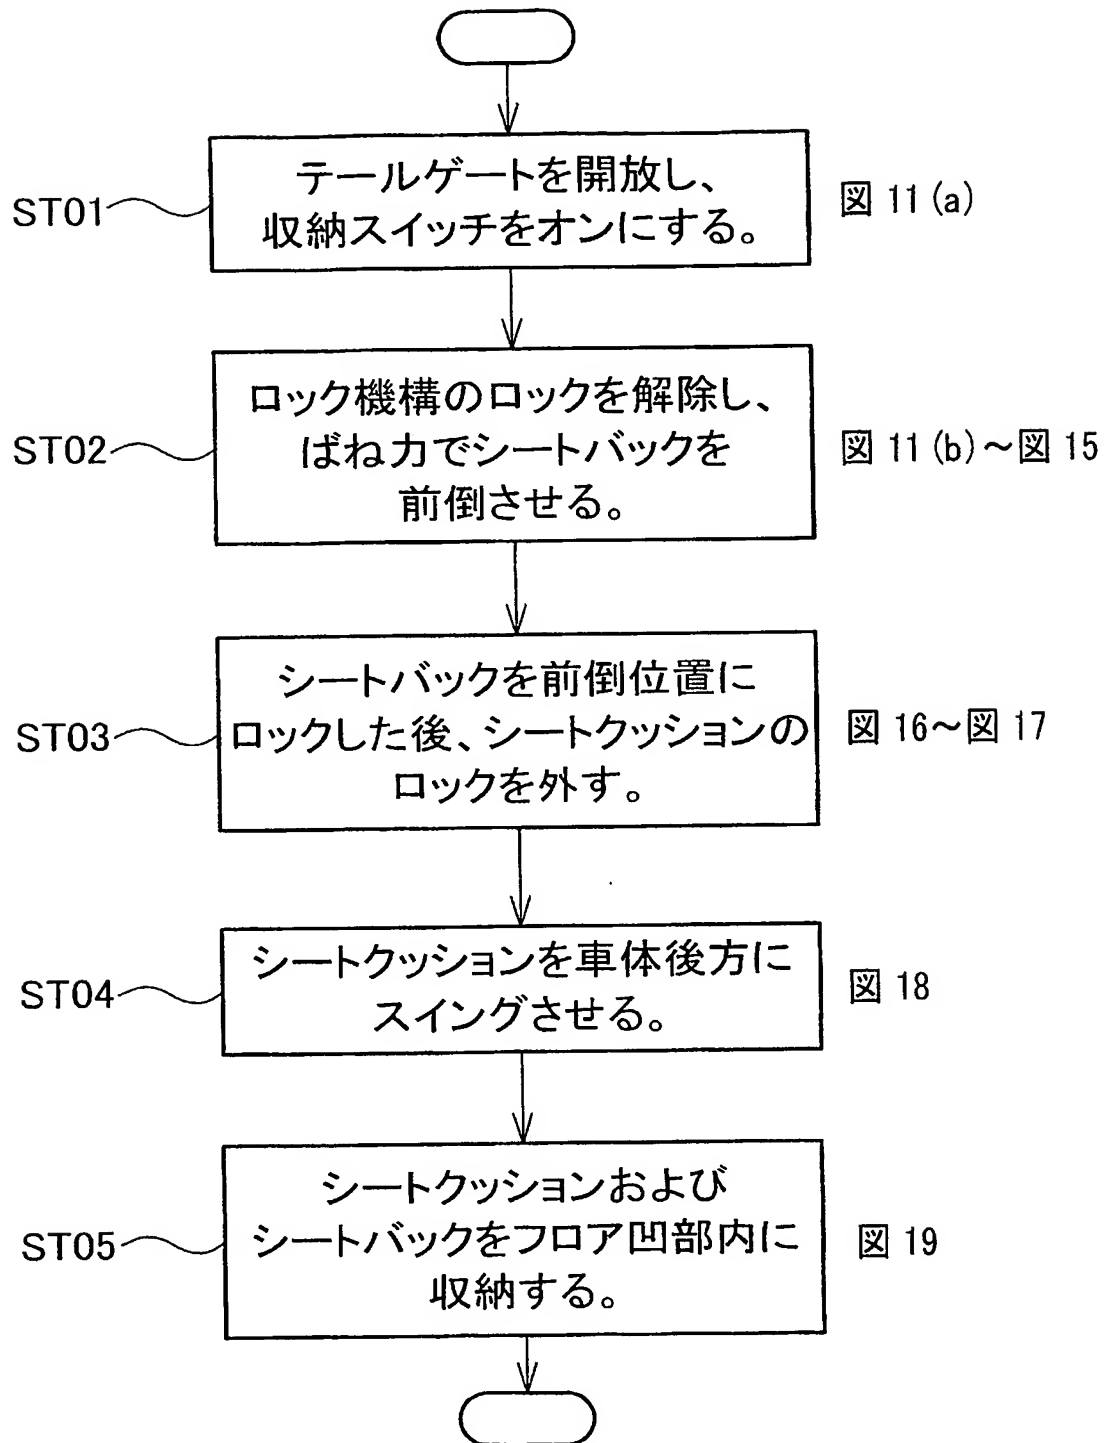 ST01
テールゲートを開放し、
収納スイッチをオンにする。
図 11 (a)
ST02
ロック機構のロックを解除し、
ばね力でシートバックを
前倒させる。
図 11 (b)～図 15
ST03
シートバックを前倒位置に
ロックした後、シートクッションの
ロックを外す。
図 16～図 17
ST04
シートクッションを車体後方に
スイングさせる。
図 18
ST05
シートクッションおよび
シートバックをフロア凹部内に
収納する。
図 19